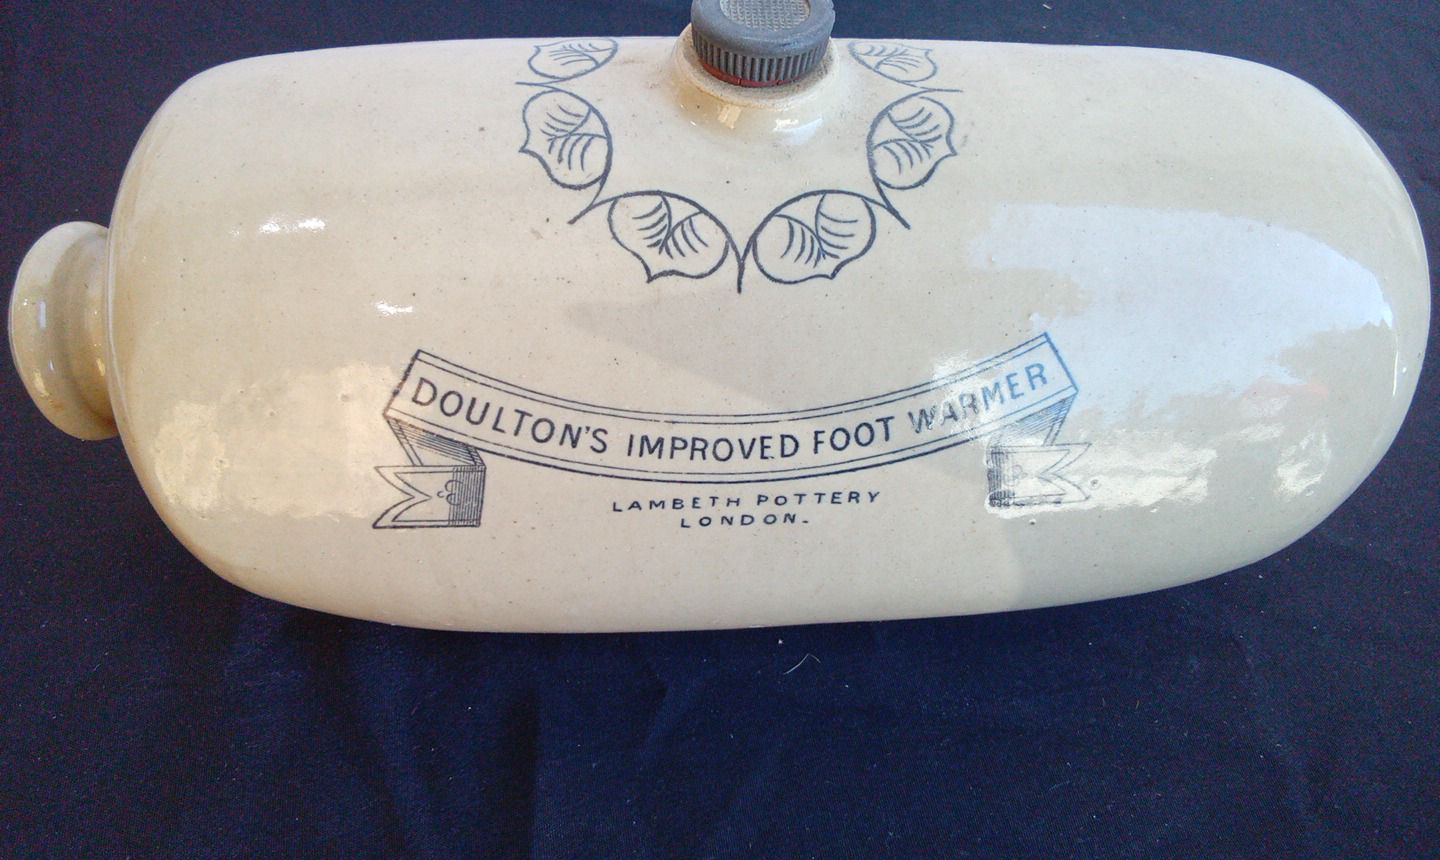 DOULTON'S IMPROVED FOOT WARMER
LAMBETH POTTERY
LONDON.